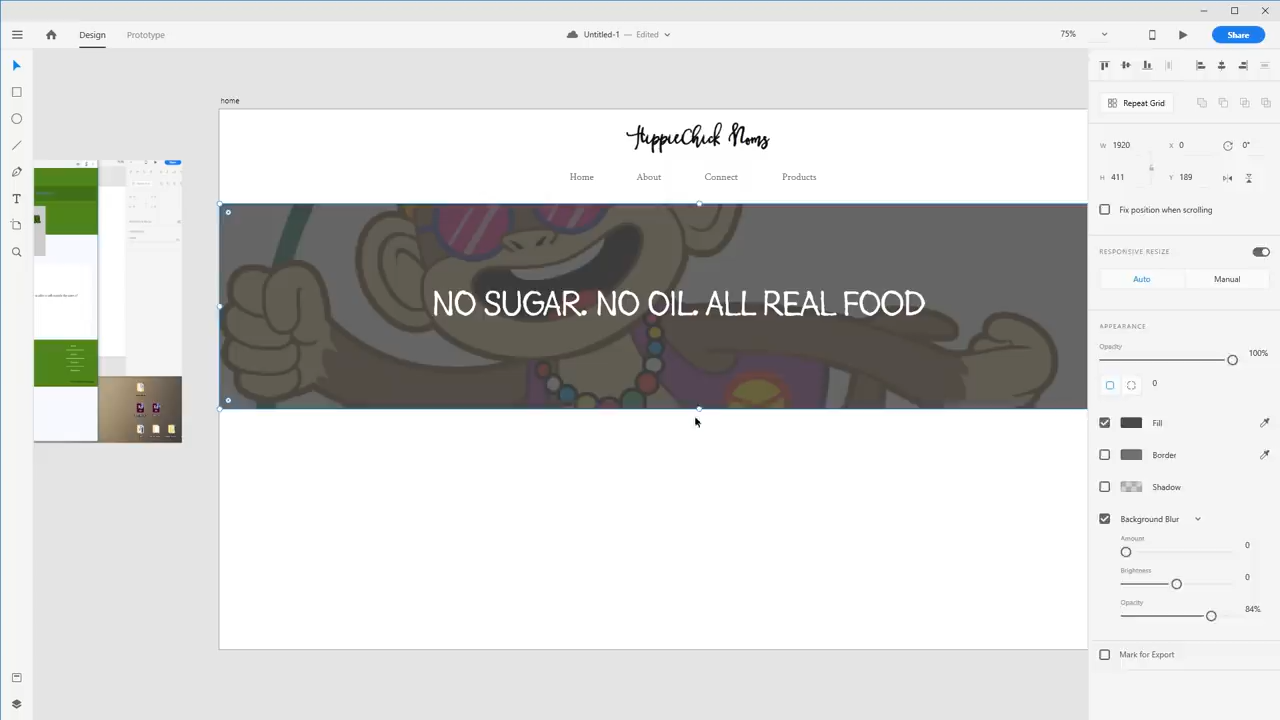 Design
Prototype
Untitled-1 — Edited
75%
Share
home
HippieChick Noms
Home
About
Connect
Products
NO SUGAR. NO OIL. ALL REAL FOOD
Repeat Grid
W 1920 X 0 0°
H 411 Y 189
Fix position when scrolling
RESPONSIVE RESIZE
Auto
Manual
APPEARANCE
Opacity
100%
0
Fill
Border
Shadow
Background Blur
Amount
0
Brightness
0
Opacity
84%
Mark for Export